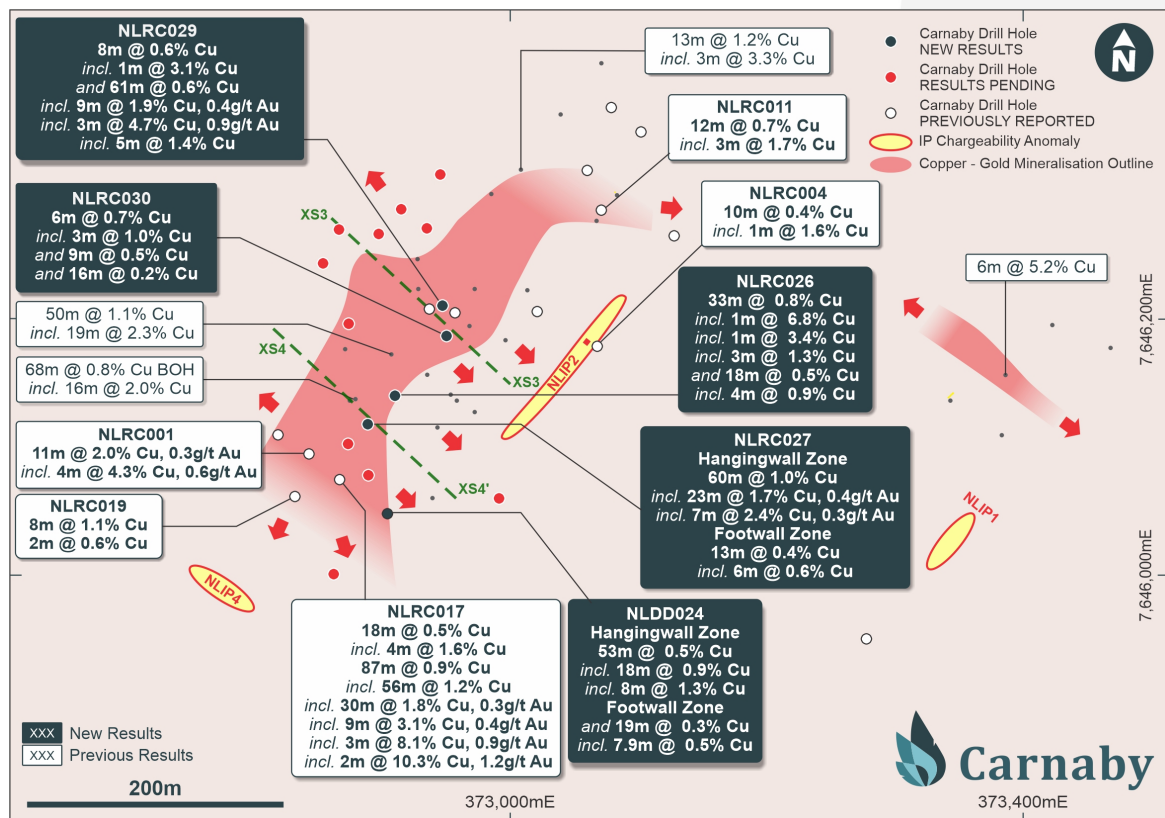 NLRC029
8m @ 0.6% Cu
incl. 1m @ 3.1% Cu
and 61m @ 0.6% Cu
incl. 9m @ 1.9% Cu, 0.4g/t Au
incl. 3m @ 4.7% Cu, 0.9g/t Au
incl. 5m @ 1.4% Cu
13m @ 1.2% Cu
incl. 3m @ 3.3% Cu
Carnaby Drill Hole
NEW RESULTS
Carnaby Drill Hole
RESULTS PENDING
Carnaby Drill Hole
PREVIOUSLY REPORTED
IP Chargeability Anomaly
Copper - Gold Mineralisation Outline
N
NLRC011
12m @ 0.7% Cu
incl. 3m @ 1.7% Cu
NLRC030
6m @ 0.7% Cu
incl. 3m @ 1.0% Cu
and 9m @ 0.5% Cu
and 16m @ 0.2% Cu
XS3
NLRC004
10m @ 0.4% Cu
incl. 1m @ 1.6% Cu
6m @ 5.2% Cu
NLRC026
33m @ 0.8% Cu
incl. 1m @ 6.8% Cu
incl. 1m @ 3.4% Cu
incl. 3m @ 1.3% Cu
and 18m @ 0.5% Cu
incl. 4m @ 0.9% Cu
7,646,200mE
50m @ 1.1% Cu
incl. 19m @ 2.3% Cu
XS4
68m @ 0.8% Cu BOH
incl. 16m @ 2.0% Cu
XS3
NLIP2
NLRC001
11m @ 2.0% Cu, 0.3g/t Au
incl. 4m @ 4.3% Cu, 0.6g/t Au
NLRC027
Hangingwall Zone
60m @ 1.0% Cu
incl. 23m @ 1.7% Cu, 0.4g/t Au
incl. 7m @ 2.4% Cu, 0.3g/t Au
Footwall Zone
13m @ 0.4% Cu
incl. 6m @ 0.6% Cu
XS4'
NLRC019
8m @ 1.1% Cu
2m @ 0.6% Cu
NLIP1
NLIP4
7,646,000mE
NLRC017
18m @ 0.5% Cu
incl. 4m @ 1.6% Cu
87m @ 0.9% Cu
incl. 56m @ 1.2% Cu
incl. 30m @ 1.8% Cu, 0.3g/t Au
incl. 9m @ 3.1% Cu, 0.4g/t Au
incl. 3m @ 8.1% Cu, 0.9g/t Au
incl. 2m @ 10.3% Cu, 1.2g/t Au
NLDD024
Hangingwall Zone
53m @ 0.5% Cu
incl. 18m @ 0.9% Cu
incl. 8m @ 1.3% Cu
Footwall Zone
and 19m @ 0.3% Cu
incl. 7.9m @ 0.5% Cu
XXX New Results
XXX Previous Results
200m
373,000mE
373,400mE
Carnaby